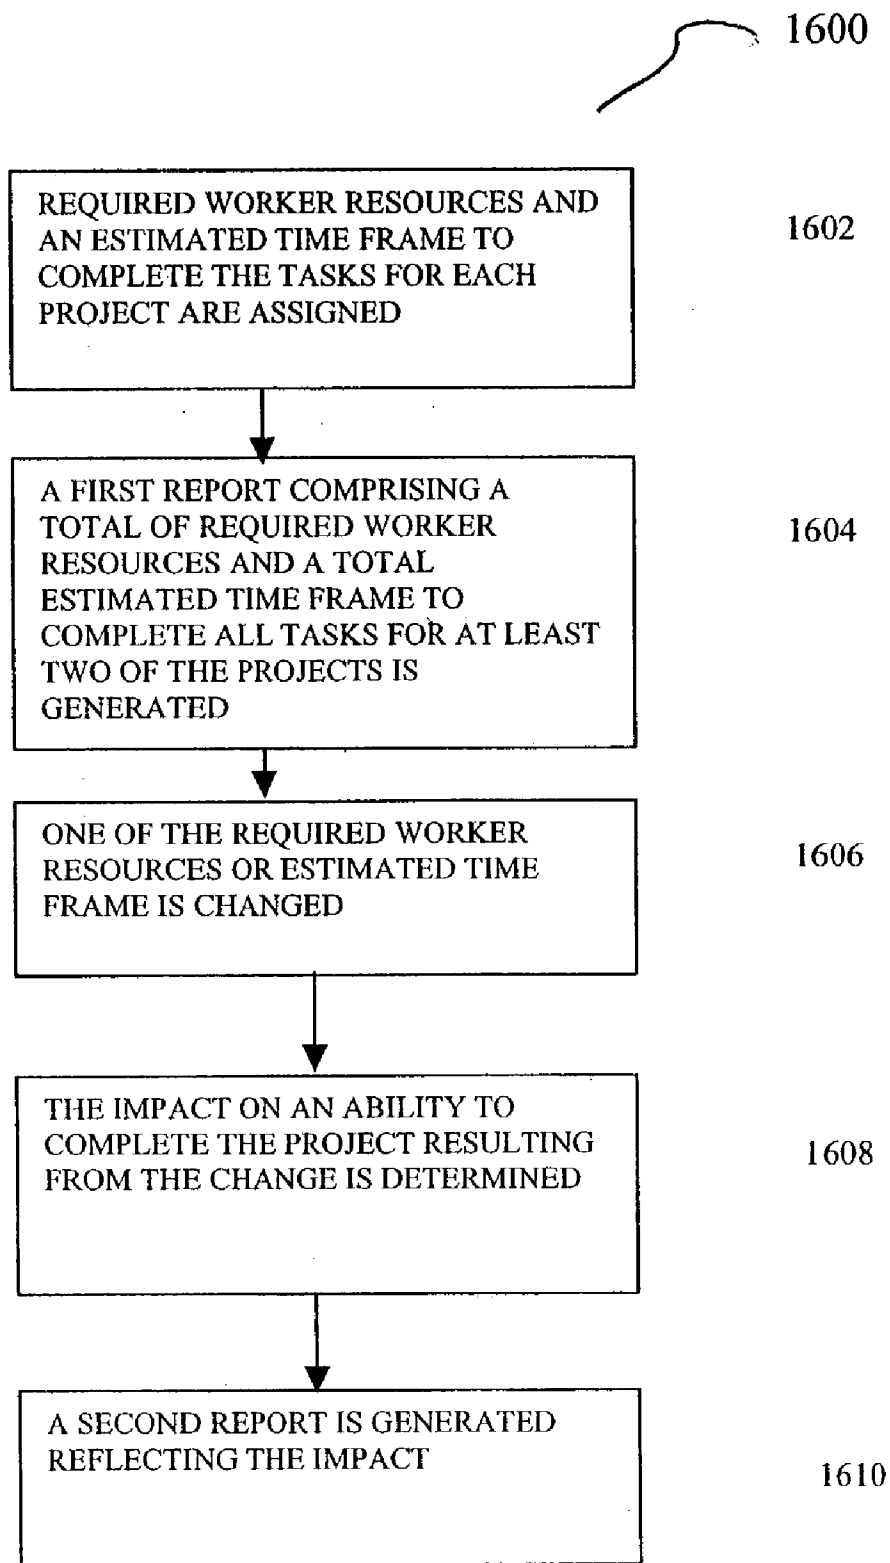 1600
REQUIRED WORKER RESOURCES AND
AN ESTIMATED TIME FRAME TO
COMPLETE THE TASKS FOR EACH
PROJECT ARE ASSIGNED
1602
A FIRST REPORT COMPRISING A
TOTAL OF REQUIRED WORKER
RESOURCES AND A TOTAL
ESTIMATED TIME FRAME TO
COMPLETE ALL TASKS FOR AT LEAST
TWO OF THE PROJECTS IS
GENERATED
1604
ONE OF THE REQUIRED WORKER
RESOURCES OR ESTIMATED TIME
FRAME IS CHANGED
1606
THE IMPACT ON AN ABILITY TO
COMPLETE THE PROJECT RESULTING
FROM THE CHANGE IS DETERMINED
1608
A SECOND REPORT IS GENERATED
REFLECTING THE IMPACT
1610